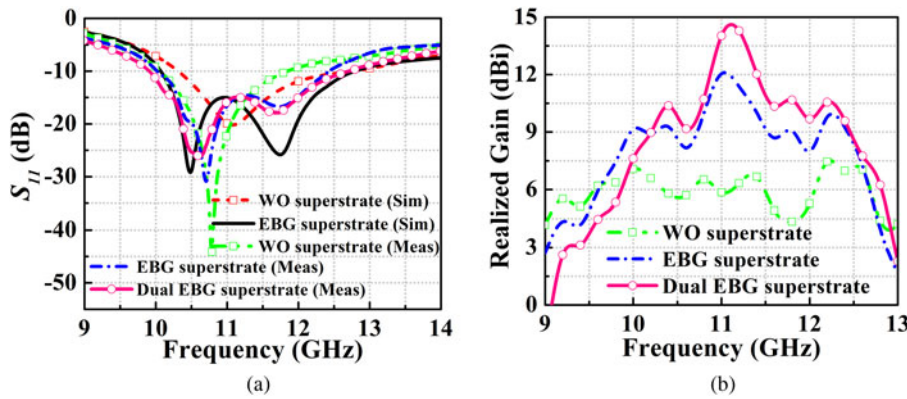 (a)
0
-10
-20
-30
-40
-50
S11 (dB)
WO superstrate (Sim)
EBG superstrate (Sim)
WO superstrate (Meas)
EBG superstrate (Meas)
Dual EBG superstrate (Meas)
9 10 11 12 13 14
Frequency (GHz)
(a)
(b)
15
12
9
6
3
0
Realized Gain (dBi)
WO superstrate
EBG superstrate
Dual EBG superstrate
9 10 11 12 13
Frequency (GHz)
(b)